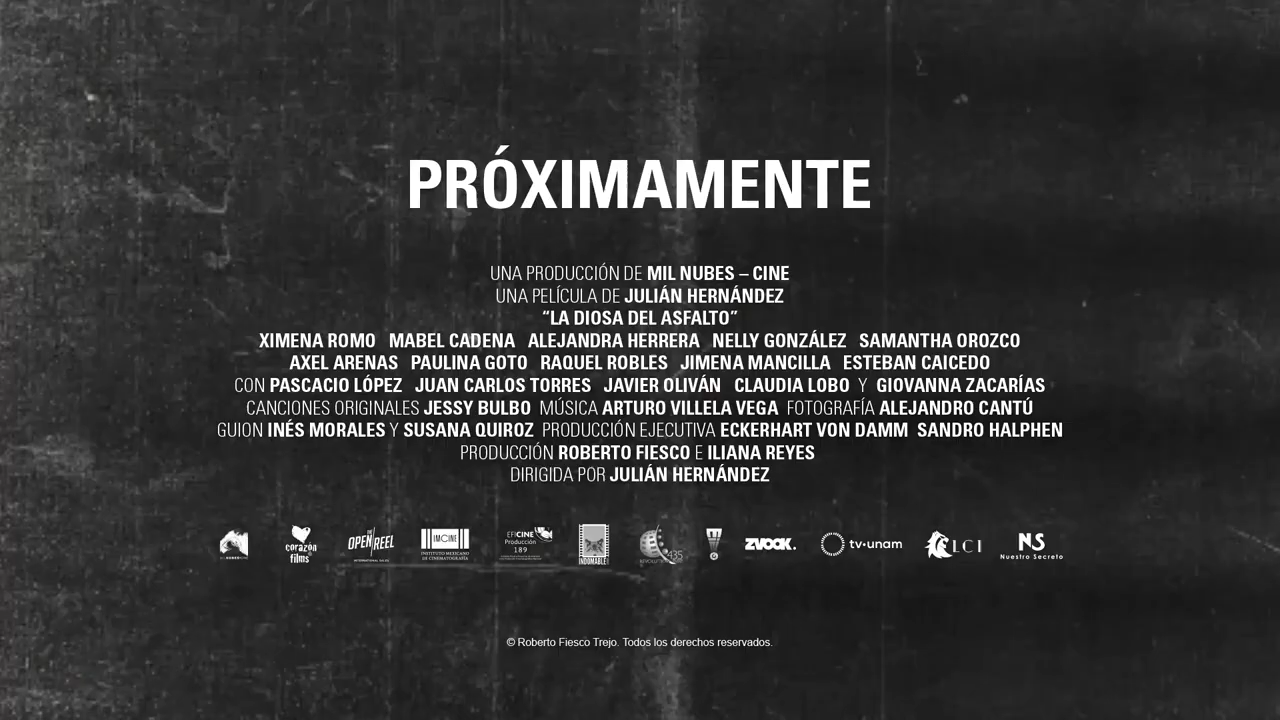 PRÓXIMAMENTE
UNA PRODUCCIÓN DE MIL NUBES – CINE
UNA PELÍCULA DE JULIÁN HERNÁNDEZ
“LA DIOSA DEL ASFALTO”
XIMENA ROMO MABEL CADENA ALEJANDRA HERRERA NELLY GONZÁLEZ SAMANTHA OROZCO
AXEL ARENAS PAULINA GOTO RAQUEL ROBLES JIMENA MANCILLA ESTEBAN CAICEDO
CON PASCACIO LÓPEZ JUAN CARLOS TORRES JAVIER OLIVÁN CLAUDIA LOBO Y GIOVANNA ZACARÍAS
CANCIONES ORIGINALES JESSY BULBO MÚSICA ARTURO VILLELA VEGA FOTOGRAFÍA ALEJANDRO CANTÚ
GUION INÉS MORALES Y SUSANA QUIROZ PRODUCCIÓN EJECUTIVA ECKERHART VON DAMM SANDRO HALPHEN
PRODUCCIÓN ROBERTO FIESCO E ILIANA REYES
DIRIGIDA POR JULIÁN HERNÁNDEZ
corazón films
THE OPEN REEL
IMCINE
INSTITUTO MEXICANO
DE CINEMATOGRAFÍA
EFICINE
Producción
189
INDOMABLE
435
ZVOOK.
tv·unam
LCI
NS
Nuestro Secreto
© Roberto Fiesco Trejo. Todos los derechos reservados.